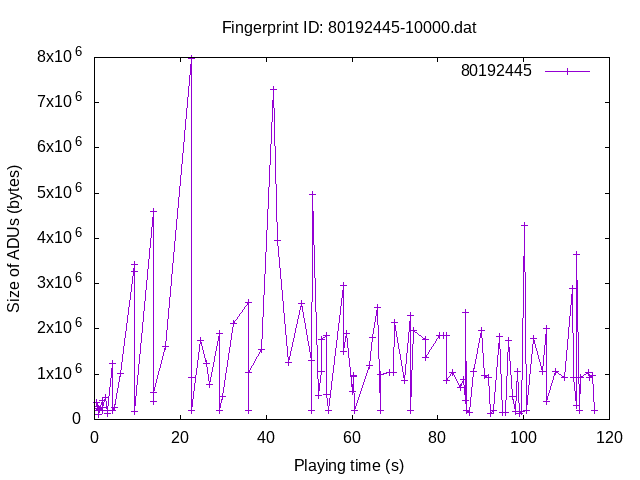 Fingerprint ID: 80192445-10000.dat
80192445
8x10^6
7x10^6
6x10^6
5x10^6
4x10^6
3x10^6
2x10^6
1x10^6
0
Size of ADUs (bytes)
0 20 40 60 80 100 120
Playing time (s)